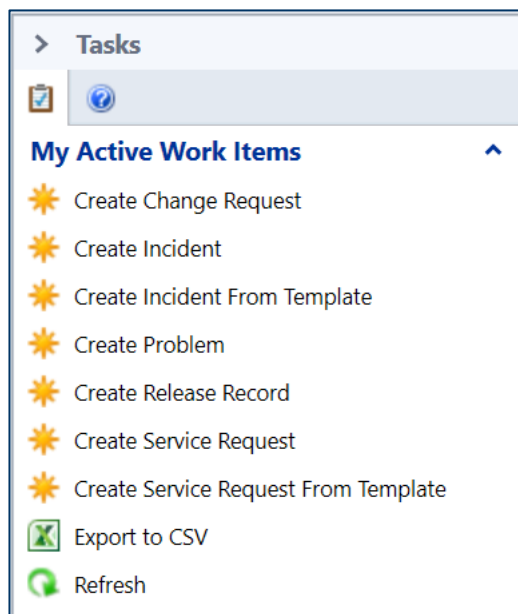 Tasks
My Active Work Items
Create Change Request
Create Incident
Create Incident From Template
Create Problem
Create Release Record
Create Service Request
Create Service Request From Template
Export to CSV
Refresh